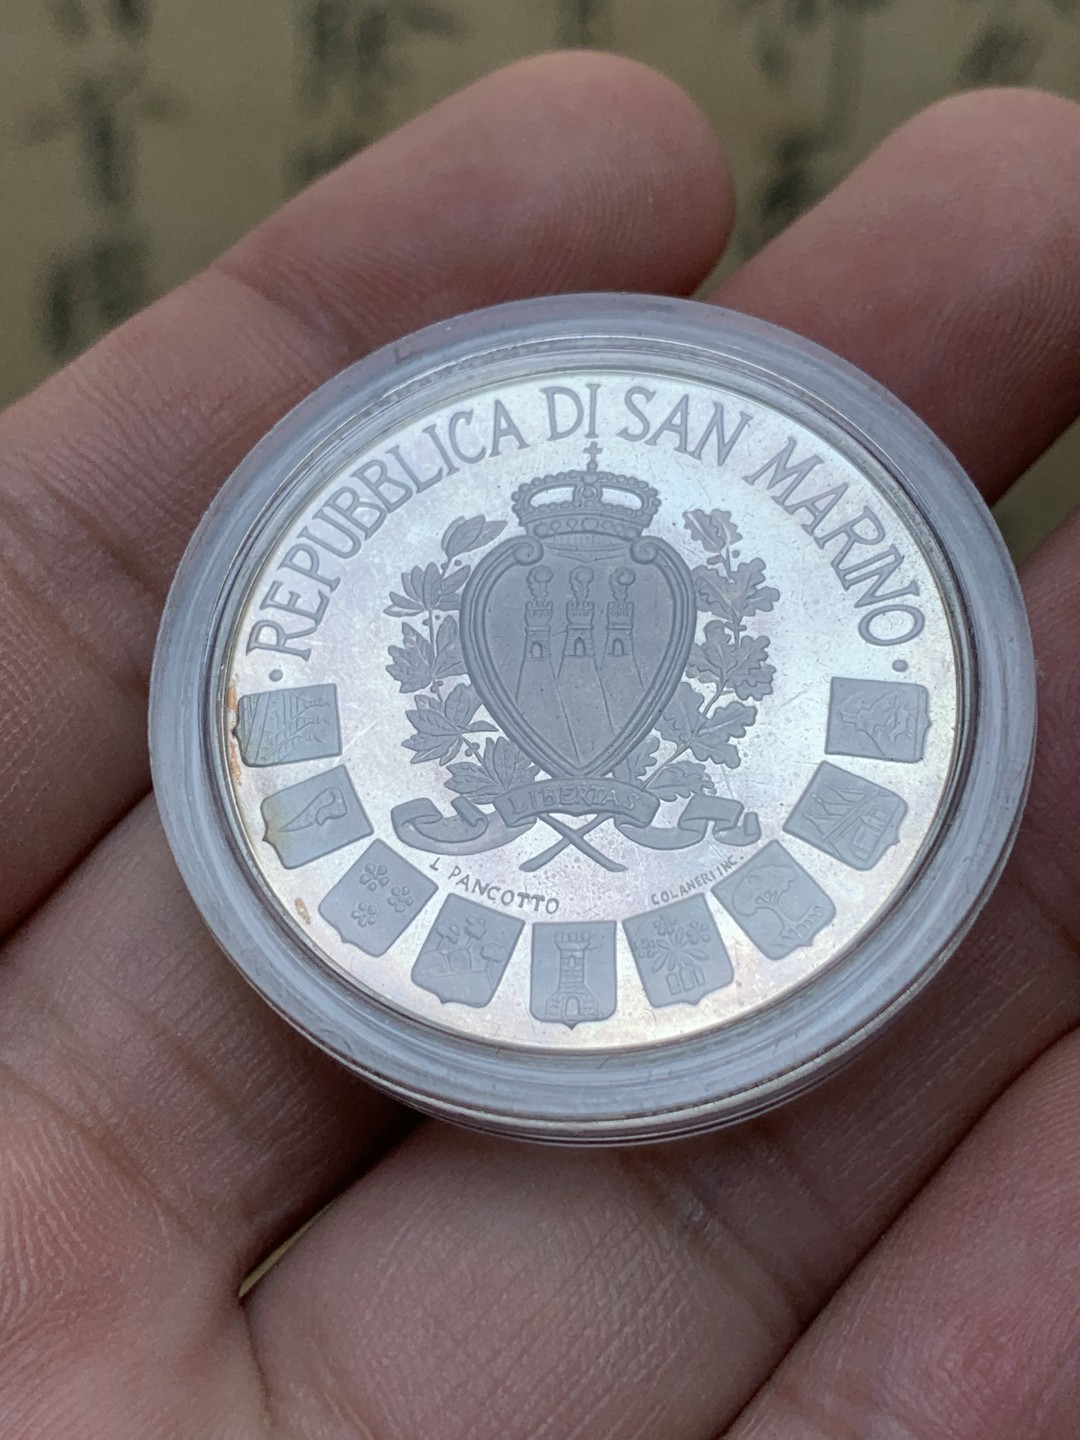 ·REPUBBLICA DI SAN MARINO·
LIBERTAS
L PANCOTTO
COLANERI INC.